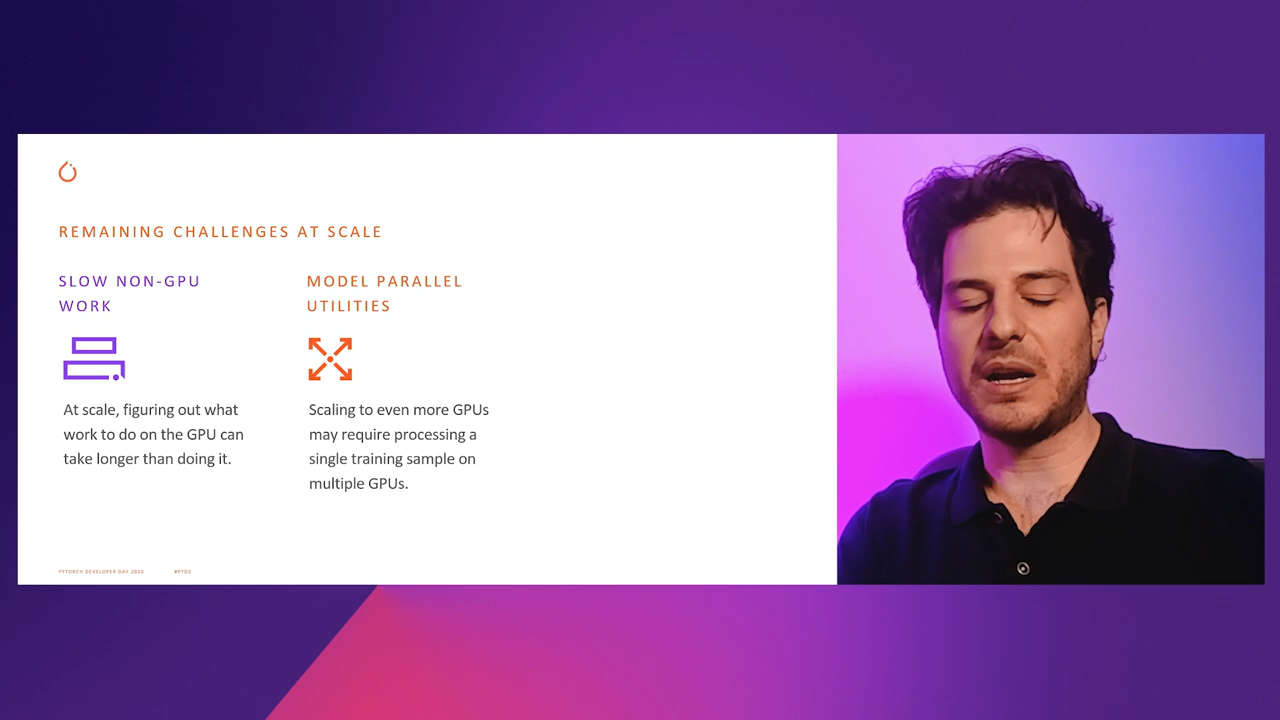 REMAINING CHALLENGES AT SCALE
SLOW NON-GPU
WORK
At scale, figuring out what
work to do on the GPU can
take longer than doing it.
MODEL PARALLEL
UTILITIES
Scaling to even more GPUs
may require processing a
single training sample on
multiple GPUs.
PYTORCH DEVELOPER DAY 2020
#PTD2